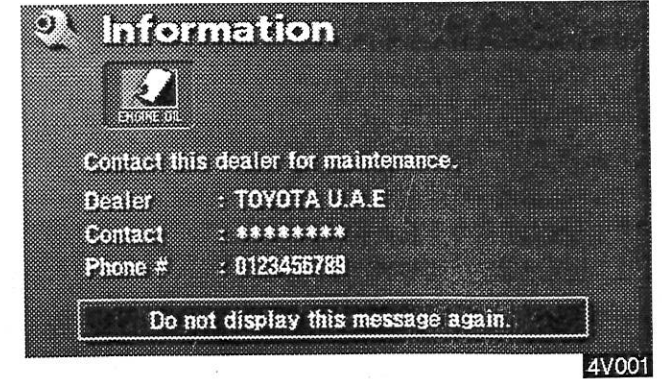 Information
ENGINE OIL
Contact this dealer for maintenance.
Dealer : TOYOTA U.A.E
Contact : ********
Phone # : 0123456789
Do not display this message again.
4V001